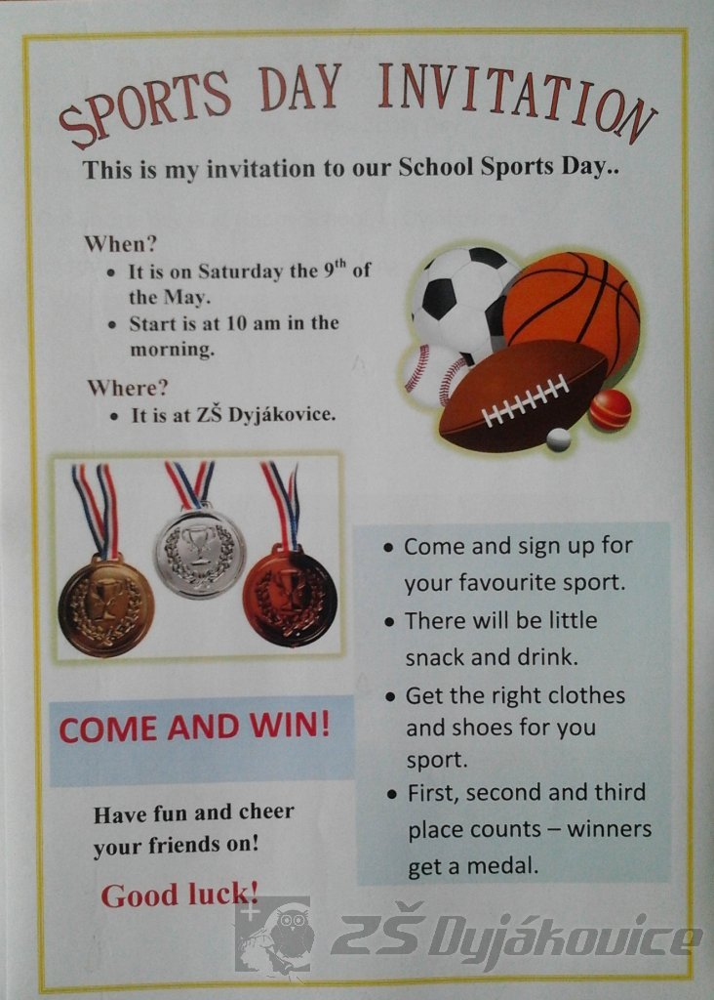 SPORTS DAY INVITATION
This is my invitation to our School Sports Day..
When?
• It is on Saturday the 9th of
the May.
• Start is at 10 am in the
morning.
Where?
• It is at ZŠ Dyjákovice.
• Come and sign up for
your favourite sport.
• There will be little
snack and drink.
• Get the right clothes
and shoes for you
sport.
• First, second and third
place counts – winners
get a medal.
COME AND WIN!
Have fun and cheer
your friends on!
Good luck!
ZŠ Dyjákovice